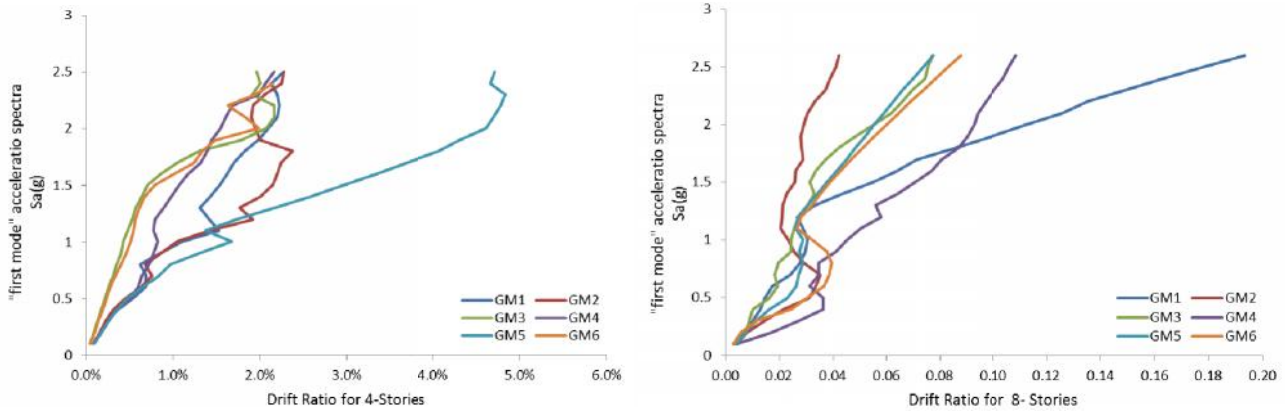 3
2.5
2
1.5
1
0.5
0
"first mode" acceleratio spectra
Sa(g)
GM1 GM2
GM3 GM4
GM5 GM6
0.0% 1.0% 2.0% 3.0% 4.0% 5.0% 6.0%
Drift Ratio for 4-Stories
3
2.5
2
1.5
1
0.5
0
"first mode" acceleratio spectra
Sa(g)
GM1 GM2
GM3 GM4
GM5 GM6
0.00 0.02 0.04 0.06 0.08 0.10 0.12 0.14 0.16 0.18 0.20
Drift Ratio for 8- Stories